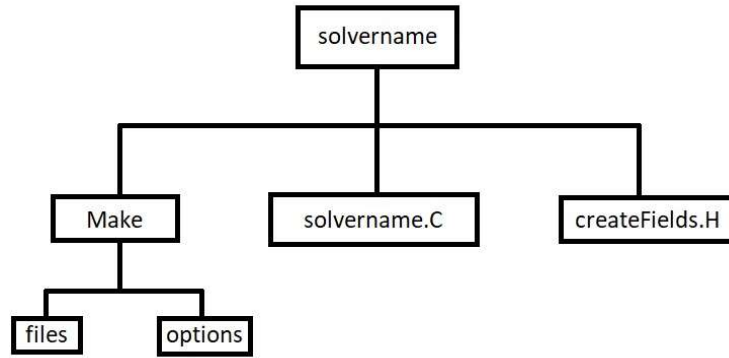 solvername
Make
solvername.C
createFields.H
files
options